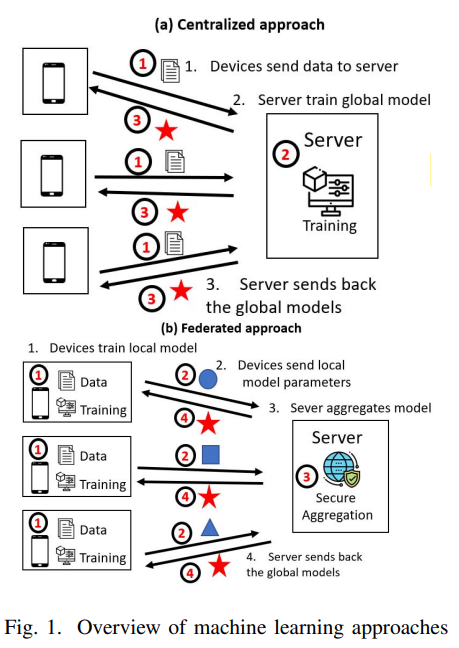 (a) Centralized approach
1
1. Devices send data to server
2. Server train global model
3
Server
2
1
Training
3
1
3
3. Server sends back
the global models
(b) Federated approach
1. Devices train local model
2. Devices send local
model parameters
1
Data
Training
2
4
3. Sever aggregates model
Server
1
Data
Training
2
4
3
Secure
Aggregation
1
Data
Training
2
4
4. Server sends back
the global models
Fig. 1. Overview of machine learning approaches